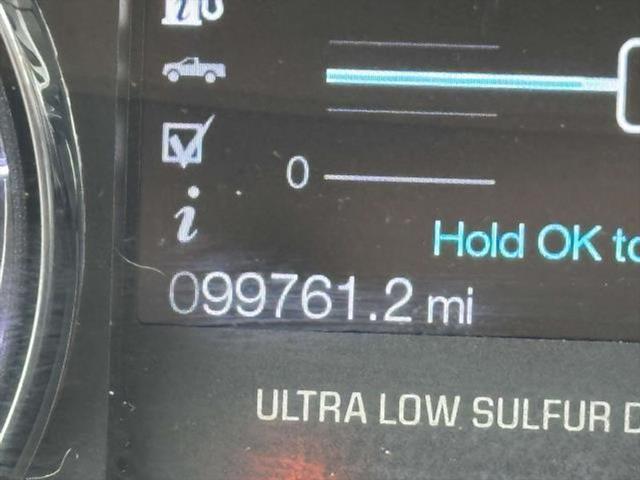 0
Hold OK to
099761.2 mi
ULTRA LOW SULFUR